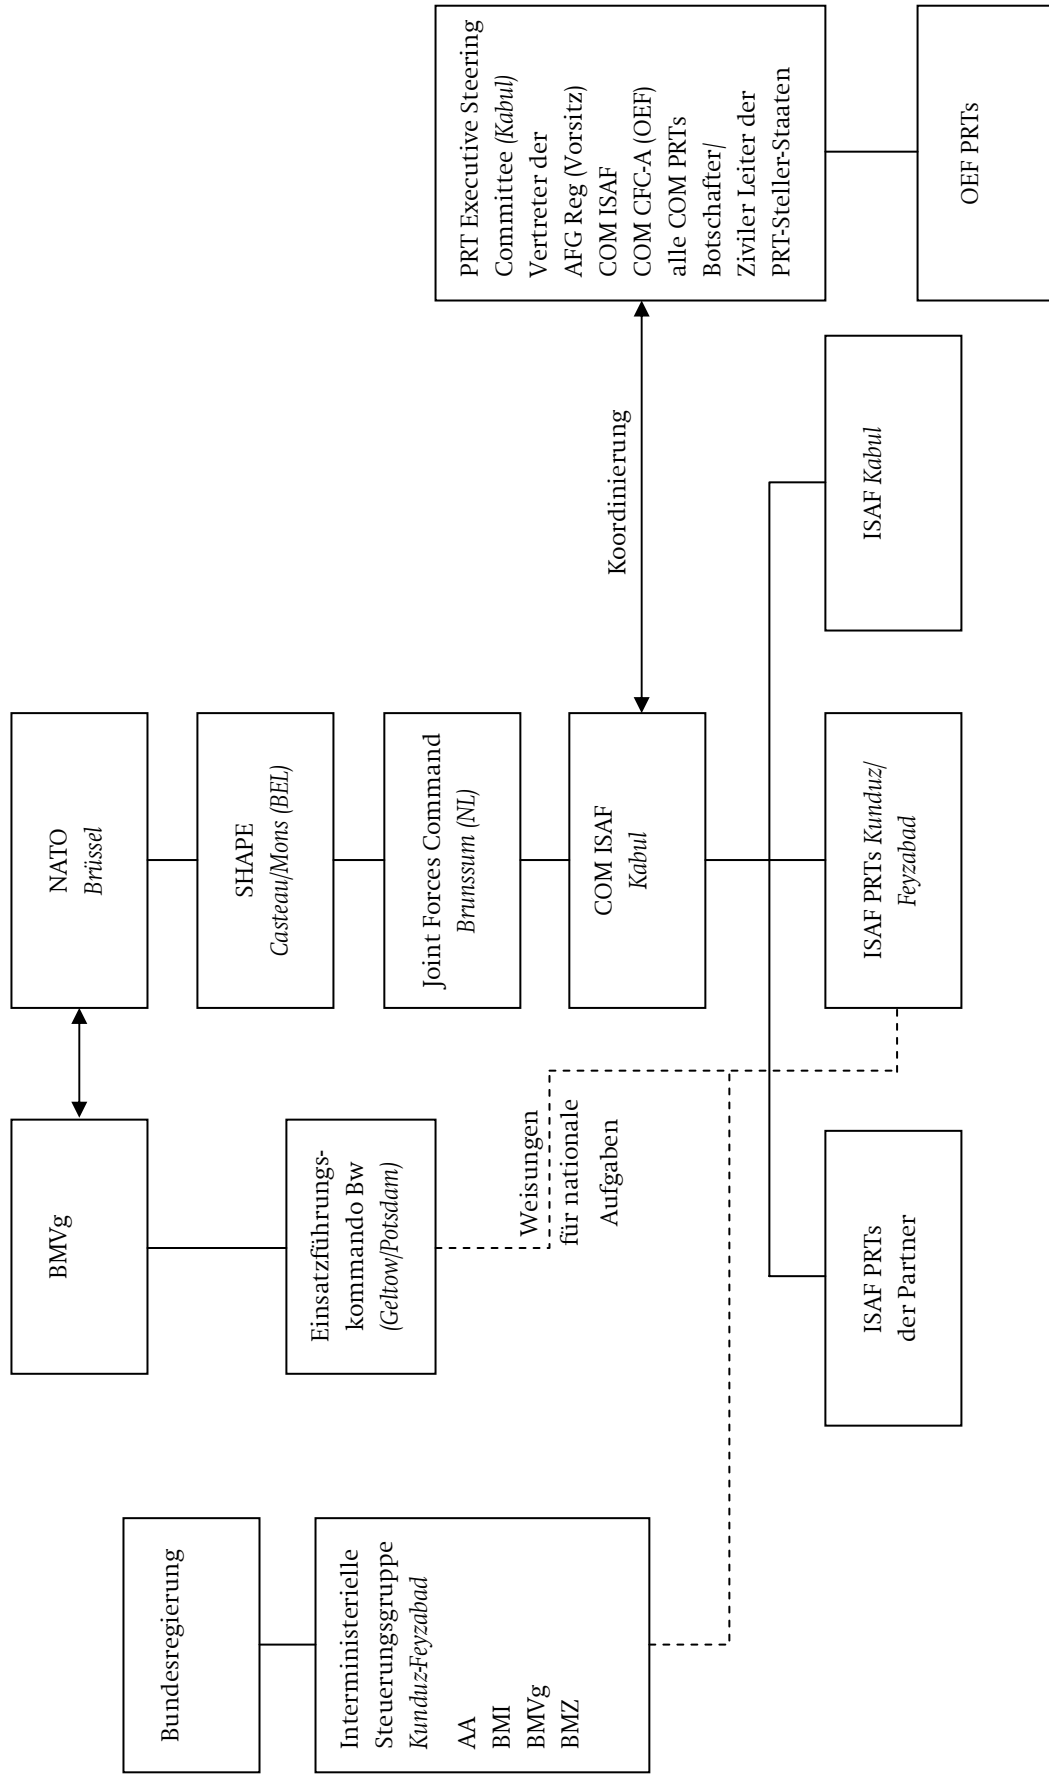 Bundesregierung
Interministerielle
Steuerungsgruppe
Kunduz-Feyzabad
AA
BMI
BMVg
BMZ
BMVg
Einsatzführungs-
kommando Bw
(Geltow/Potsdam)
Weisungen
für nationale
Aufgaben
ISAF PRTs
der Partner
NATO
Brüssel
SHAPE
Casteau/Mons (BEL)
Joint Forces Command
Brunssum (NL)
COM ISAF
Kabul
ISAF PRTs Kunduz/
Feyzabad
Koordinierung
ISAF Kabul
PRT Executive Steering
Committee (Kabul)
Vertreter der
AFG Reg (Vorsitz)
COM ISAF
COM CFC-A (OEF)
alle COM PRTs
Botschafter/
Ziviler Leiter der
PRT-Steller-Staaten
OEF PRTs